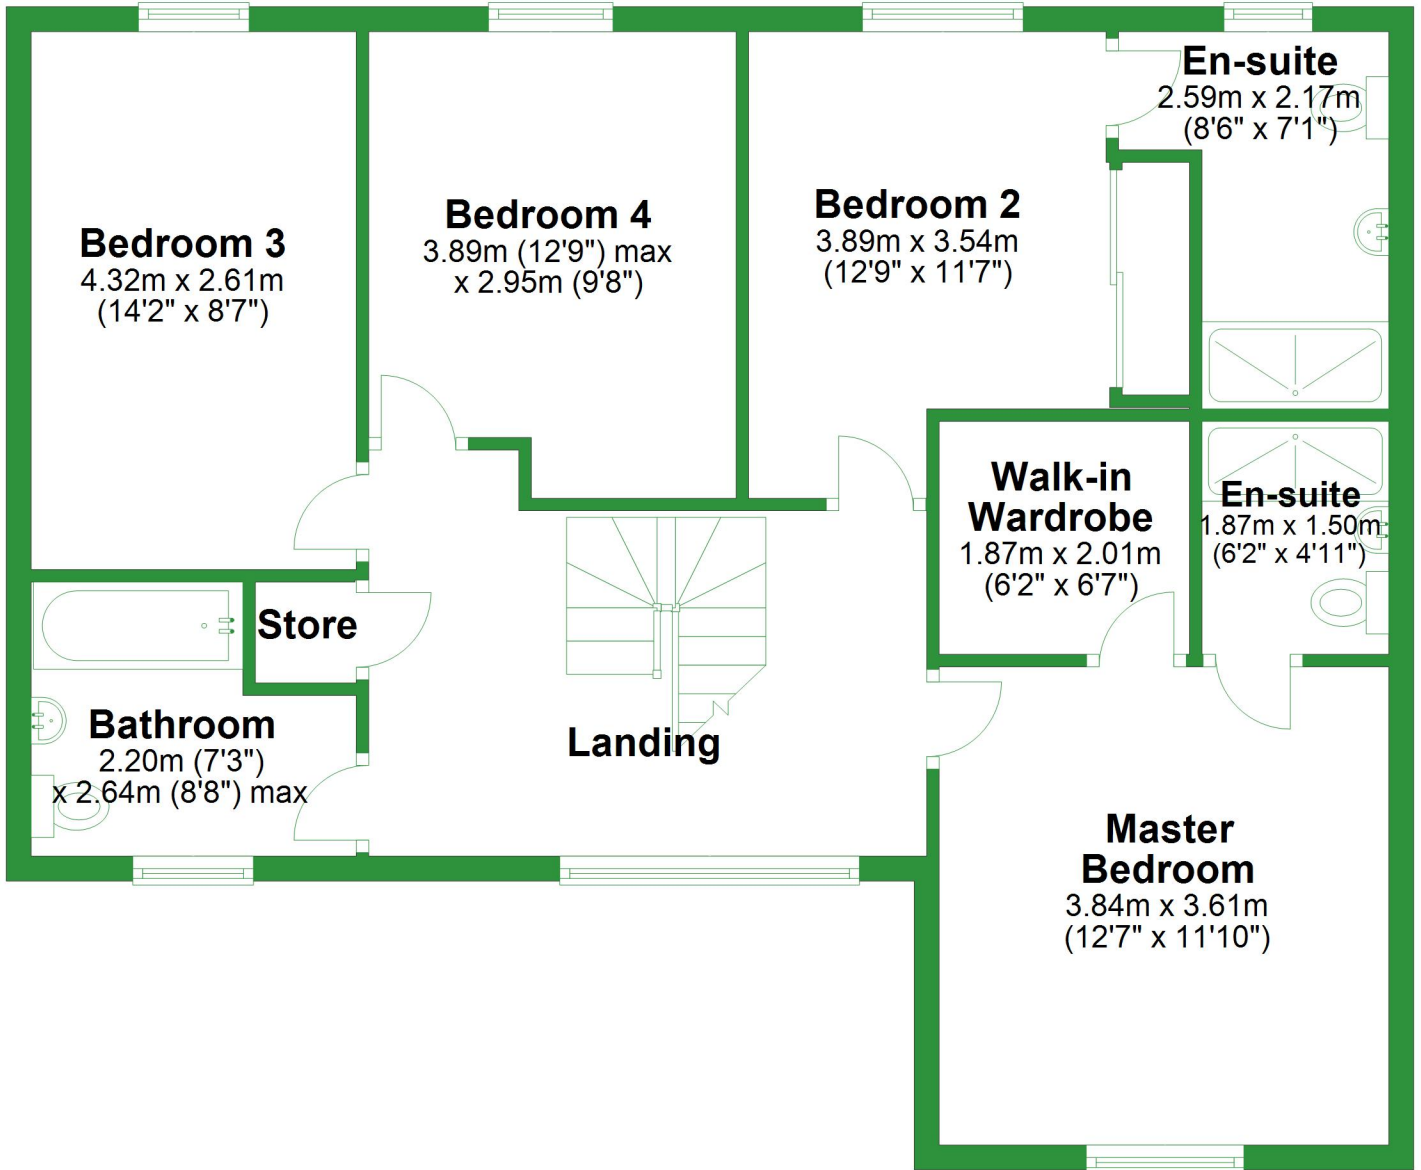 En-suite
2.59m x 2.17m
(8'6" x 7'1")
Bedroom 3
4.32m x 2.61m
(14'2" x 8'7")
Bedroom 4
3.89m (12'9") max
x 2.95m (9'8")
Bedroom 2
3.89m x 3.54m
(12'9" x 11'7")
Walk-in
Wardrobe
1.87m x 2.01m
(6'2" x 6'7")
En-suite
1.87m x 1.50m
(6'2" x 4'11")
Store
Bathroom
2.20m (7'3")
x 2.64m (8'8") max
Landing
Master
Bedroom
3.84m x 3.61m
(12'7" x 11'10")